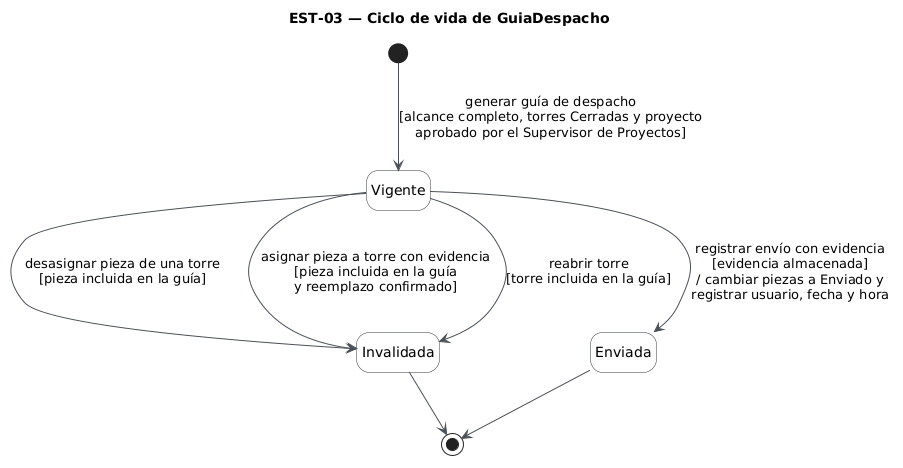 EST-03 — Ciclo de vida de GuiaDespacho
generar guía de despacho
[alcance completo, torres Cerradas y proyecto
aprobado por el Supervisor de Proyectos]
Vigente
desasignar pieza de una torre
[pieza incluida en la guía]
asignar pieza a torre con evidencia
[pieza incluida en la guía
y reemplazo confirmado]
reabrir torre
[torre incluida en la guía]
registrar envío con evidencia
[evidencia almacenada]
/ cambiar piezas a Enviado y
registrar usuario, fecha y hora
Invalidada
Enviada